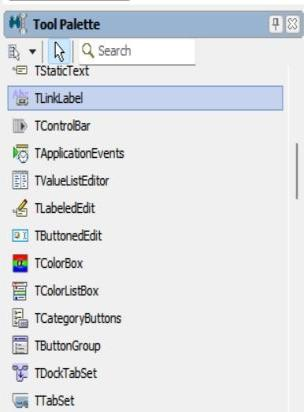 Tool Palette
Search
TStaticText
TLinkLabel
TControlBar
TApplicationEvents
TValueListEditor
TLabeledEdit
TButtonedEdit
TColorBox
TColorListBox
TCategoryButtons
TButtonGroup
TDockTabSet
TTabSet